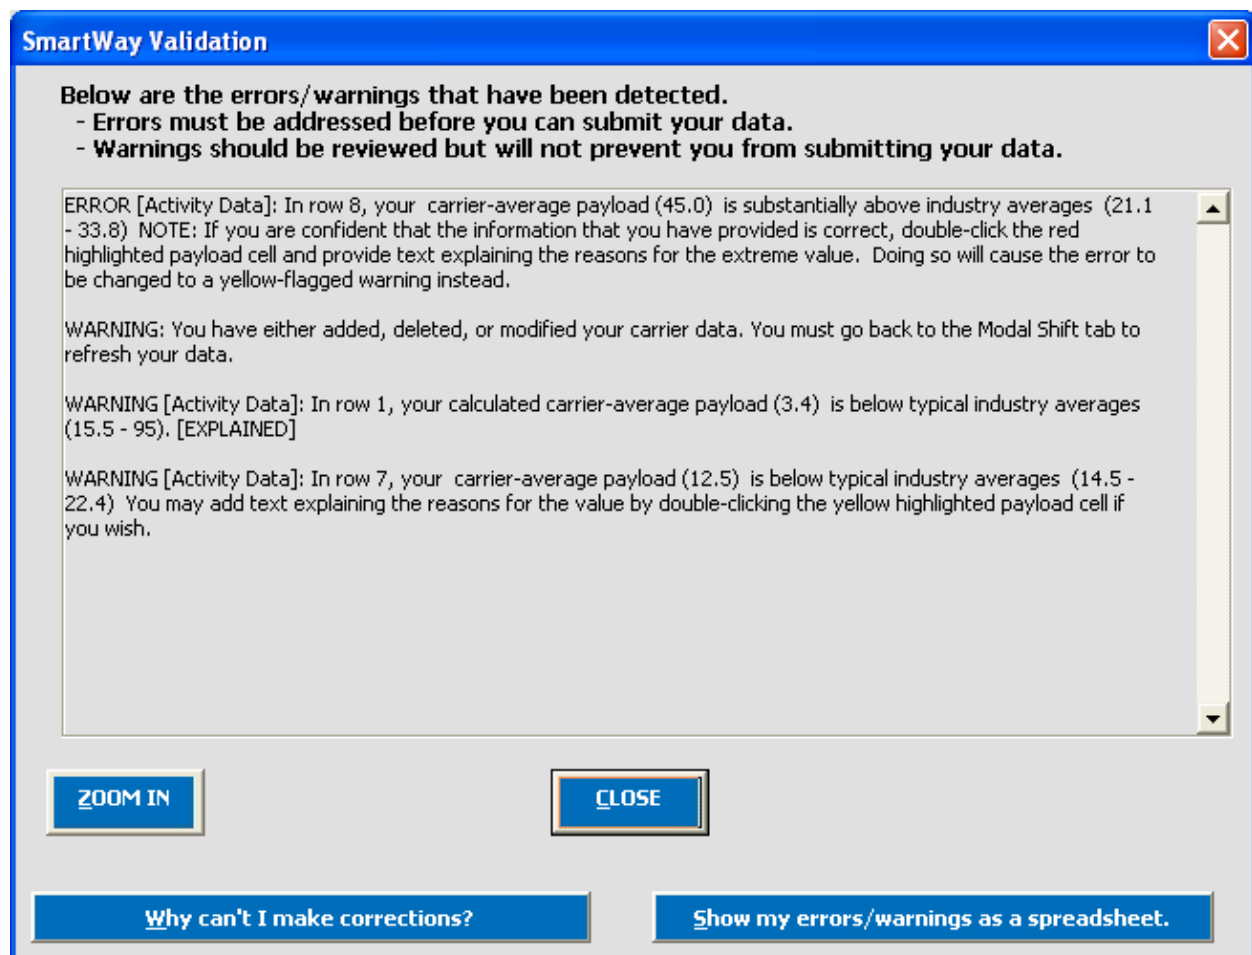 SmartWay Validation
Below are the errors/warnings that have been detected.
- Errors must be addressed before you can submit your data.
- Warnings should be reviewed but will not prevent you from submitting your data.
ERROR [Activity Data]: In row 8, your  carrier-average payload (45.0)  is substantially above industry averages  (21.1
- 33.8)  NOTE: If you are confident that the information that you have provided is correct, double-click the red
highlighted payload cell and provide text explaining the reasons for the extreme value.  Doing so will cause the error to
be changed to a yellow-flagged warning instead.
WARNING: You have either added, deleted, or modified your carrier data. You must go back to the Modal Shift tab to
refresh your data.
WARNING [Activity Data]: In row 1, your calculated carrier-average payload (3.4)  is below typical industry averages
(15.5 - 95). [EXPLAINED]
WARNING [Activity Data]: In row 7, your  carrier-average payload (12.5)  is below typical industry averages  (14.5 -
22.4)  You may add text explaining the reasons for the value by double-clicking the yellow highlighted payload cell if
you wish.
ZOOM IN
CLOSE
Why can't I make corrections?
Show my errors/warnings as a spreadsheet.